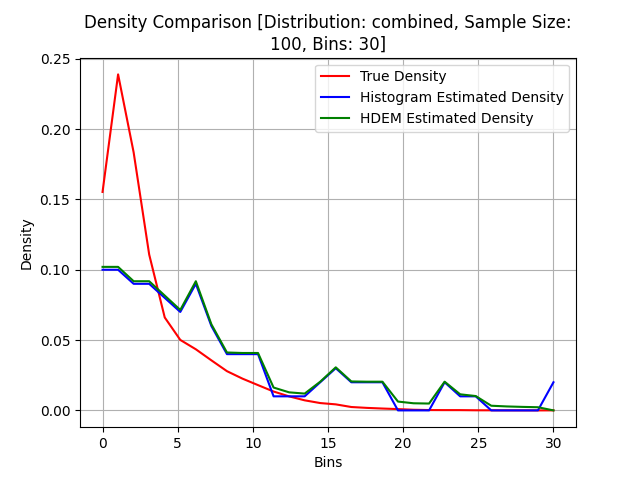 Density Comparison [Distribution: combined, Sample Size:
100, Bins: 30]
True Density
Histogram Estimated Density
HDEM Estimated Density
Density
0.25
0.20
0.15
0.10
0.05
0.00
0 5 10 15 20 25 30
Bins